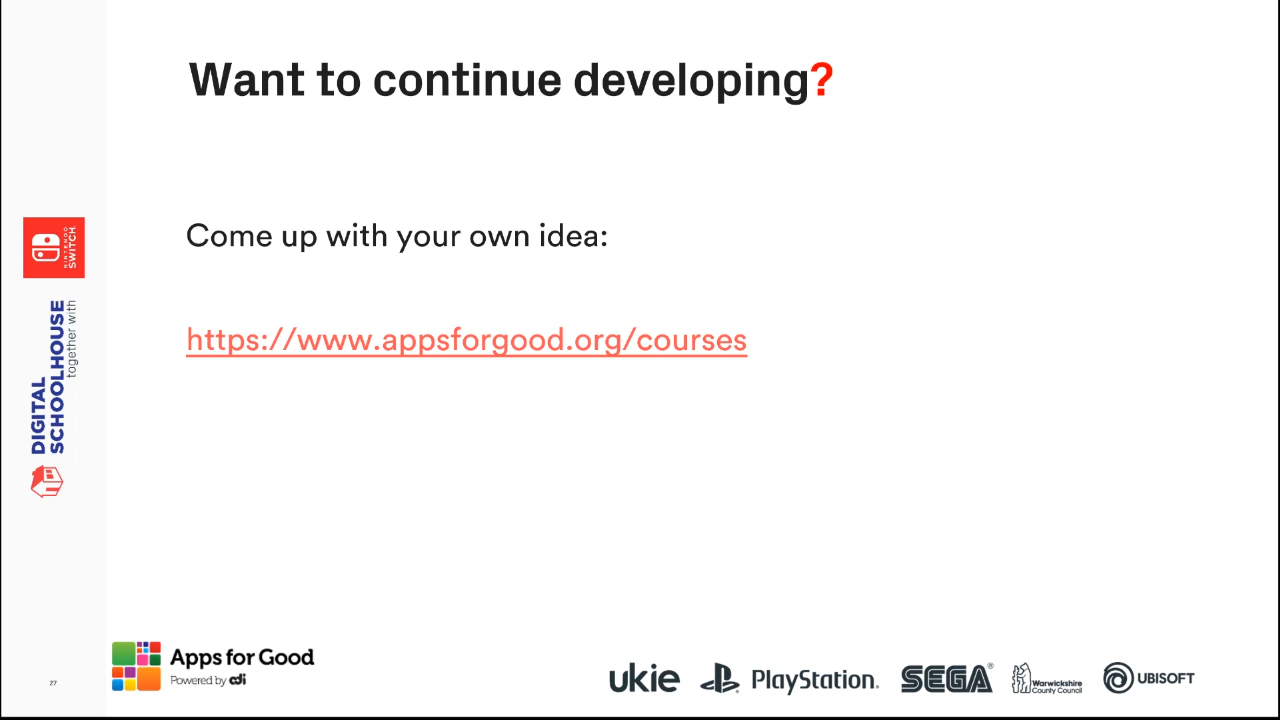 Want to continue developing?
Come up with your own idea:
https://www.appsforgood.org/courses
NINTENDO
SWITCH
DIGITAL
SCHOOLHOUSE
together with
27
Apps for Good
Powered by cdi
ukie
PlayStation.
SEGA®
Warwickshire
County Council
UBISOFT